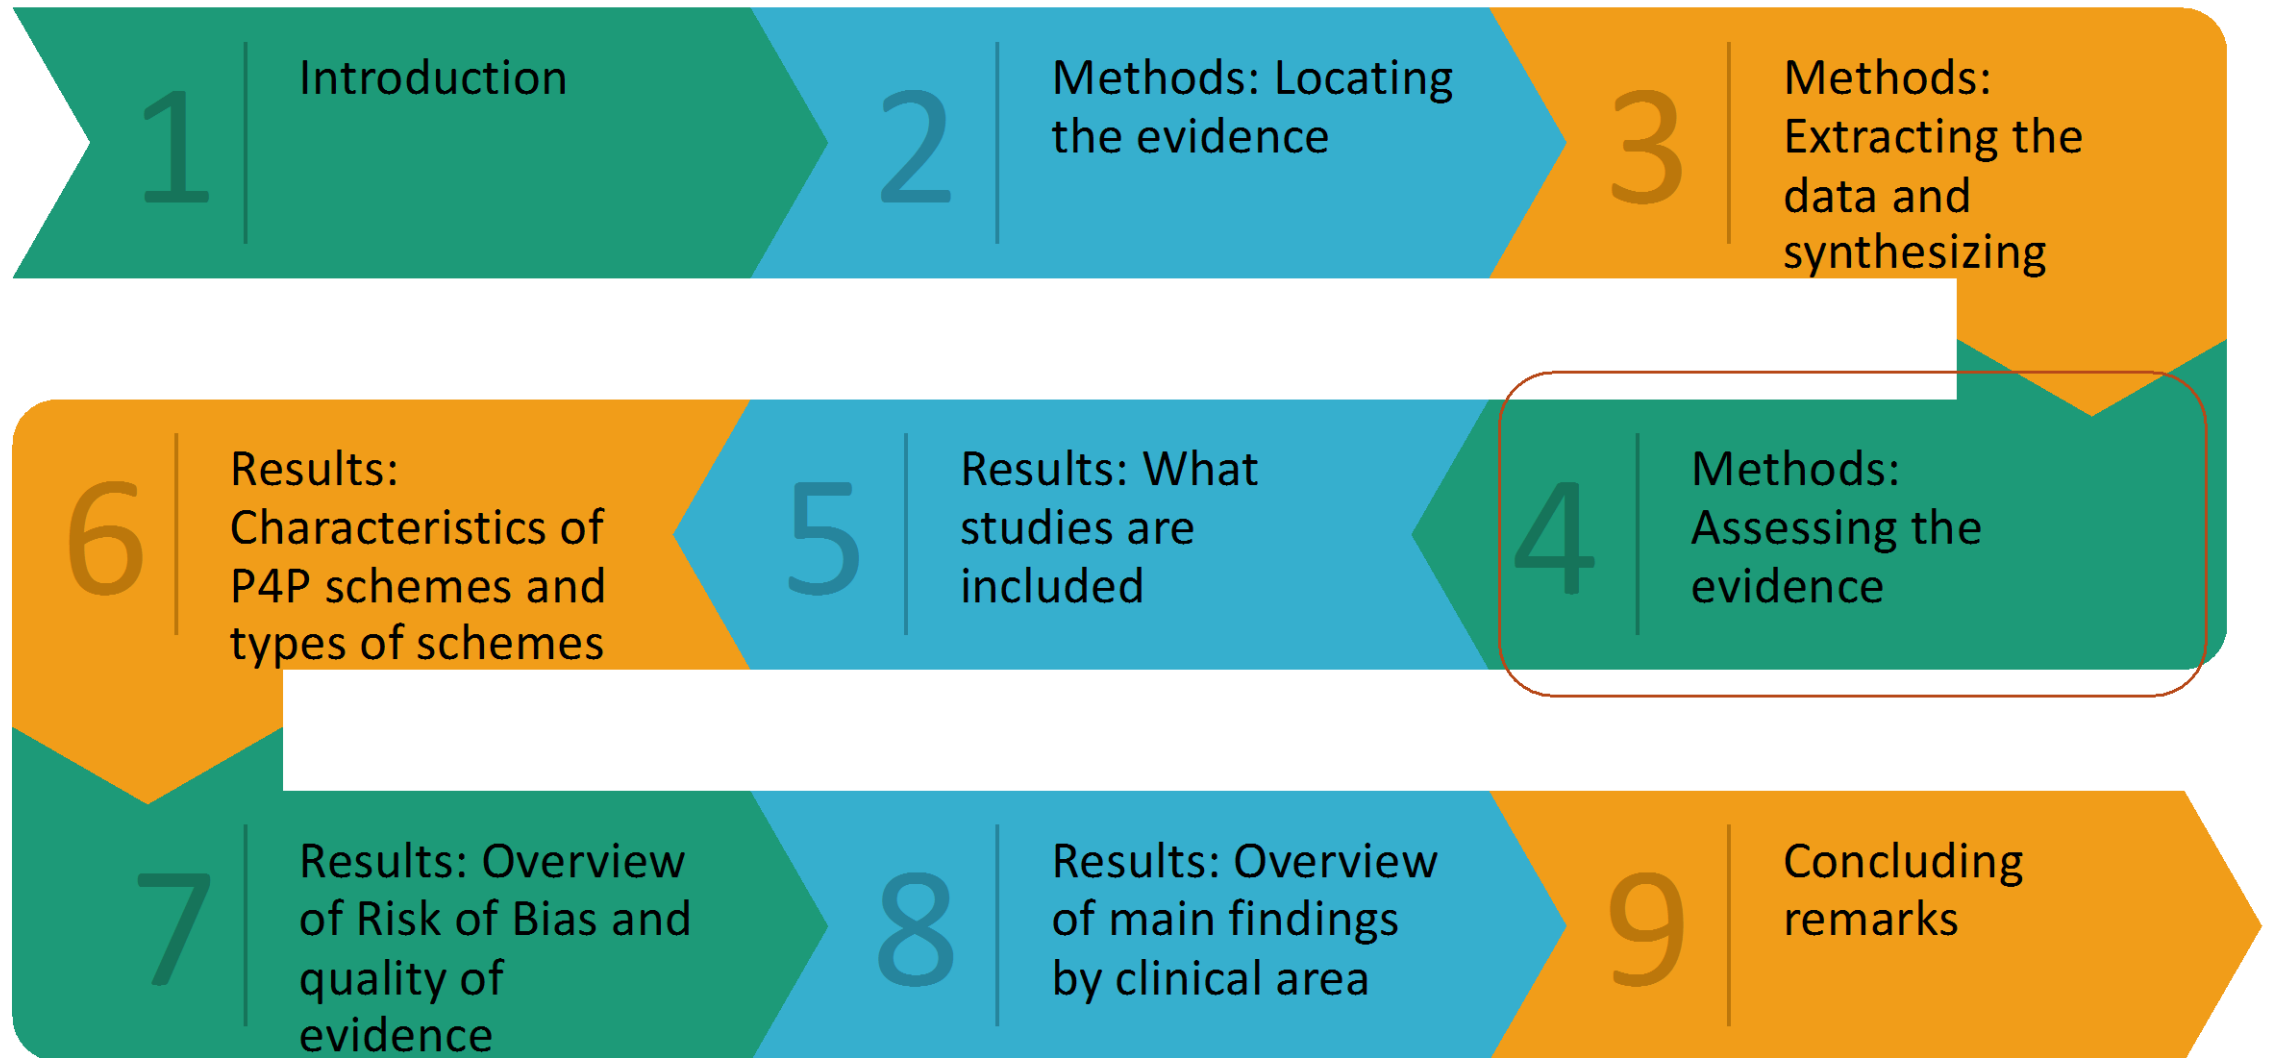 1
Introduction
2
Methods: Locating
the evidence
3
Methods:
Extracting the
data and
synthesizing
4
Methods:
Assessing the
evidence
5
Results: What
studies are
included
6
Results:
Characteristics of
P4P schemes and
types of schemes
7
Results: Overview
of Risk of Bias and
quality of
evidence
8
Results: Overview
of main findings
by clinical area
9
Concluding
remarks